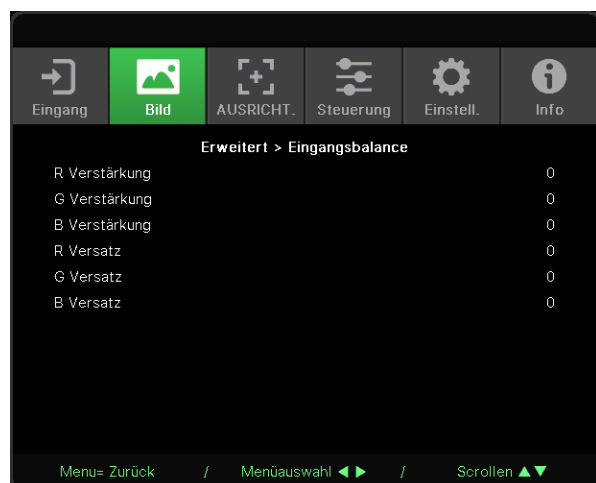 Eingang Bild AUSRICHT. Steuerung Einstell. Info
Erweitert > Eingangsbalance
R Verstärkung 0
G Verstärkung 0
B Verstärkung 0
R Versatz 0
G Versatz 0
B Versatz 0
Menu= Zurück / Menüauswahl ◀ ▶ / Scrollen ▲▼